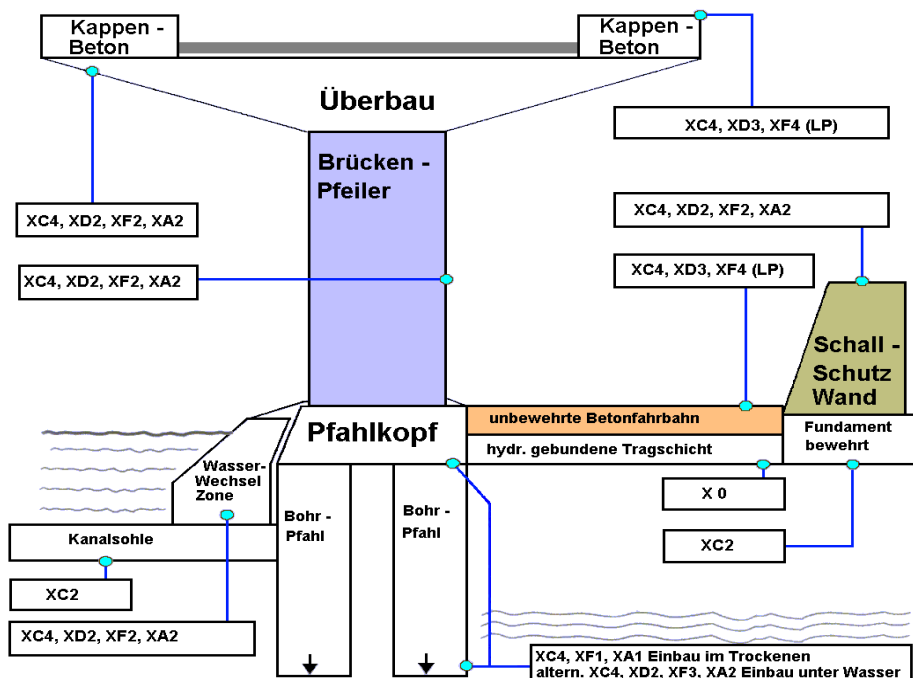 Kappen -
Beton
Kappen -
Beton
Überbau
XC4, XD3, XF4 (LP)
Brücken -
Pfeiler
XC4, XD2, XF2, XA2
XC4, XD2, XF2, XA2
XC4, XD2, XF2, XA2
XC4, XD3, XF4 (LP)
Schall -
Schutz
Wand
unbewehrte Betonfahrbahn
Pfahlkopf
hydr. gebundene Tragschicht
Fundament
bewehrt
Wasser-
Wechsel
Zone
X 0
Bohr -
Pfahl
Bohr -
Pfahl
Kanalsohle
XC2
XC2
XC4, XD2, XF2, XA2
XC4, XF1, XA1 Einbau im Trockenen
altern. XC4, XD2, XF3, XA2 Einbau unter Wasser